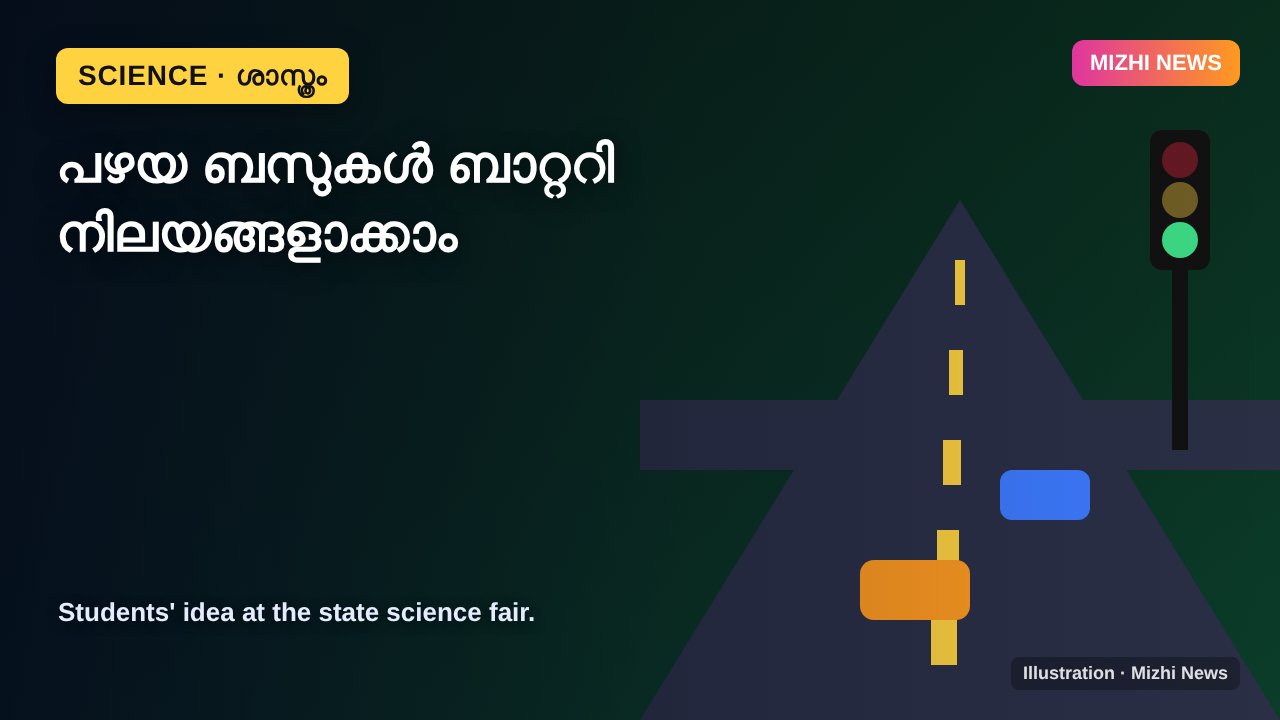 SCIENCE · ശാസ്ത്രം
MIZHI NEWS
പഴയ ബസുകൾ ബാറ്ററി
നിലയങ്ങളാക്കാം
Students' idea at the state science fair.
Illustration · Mizhi News